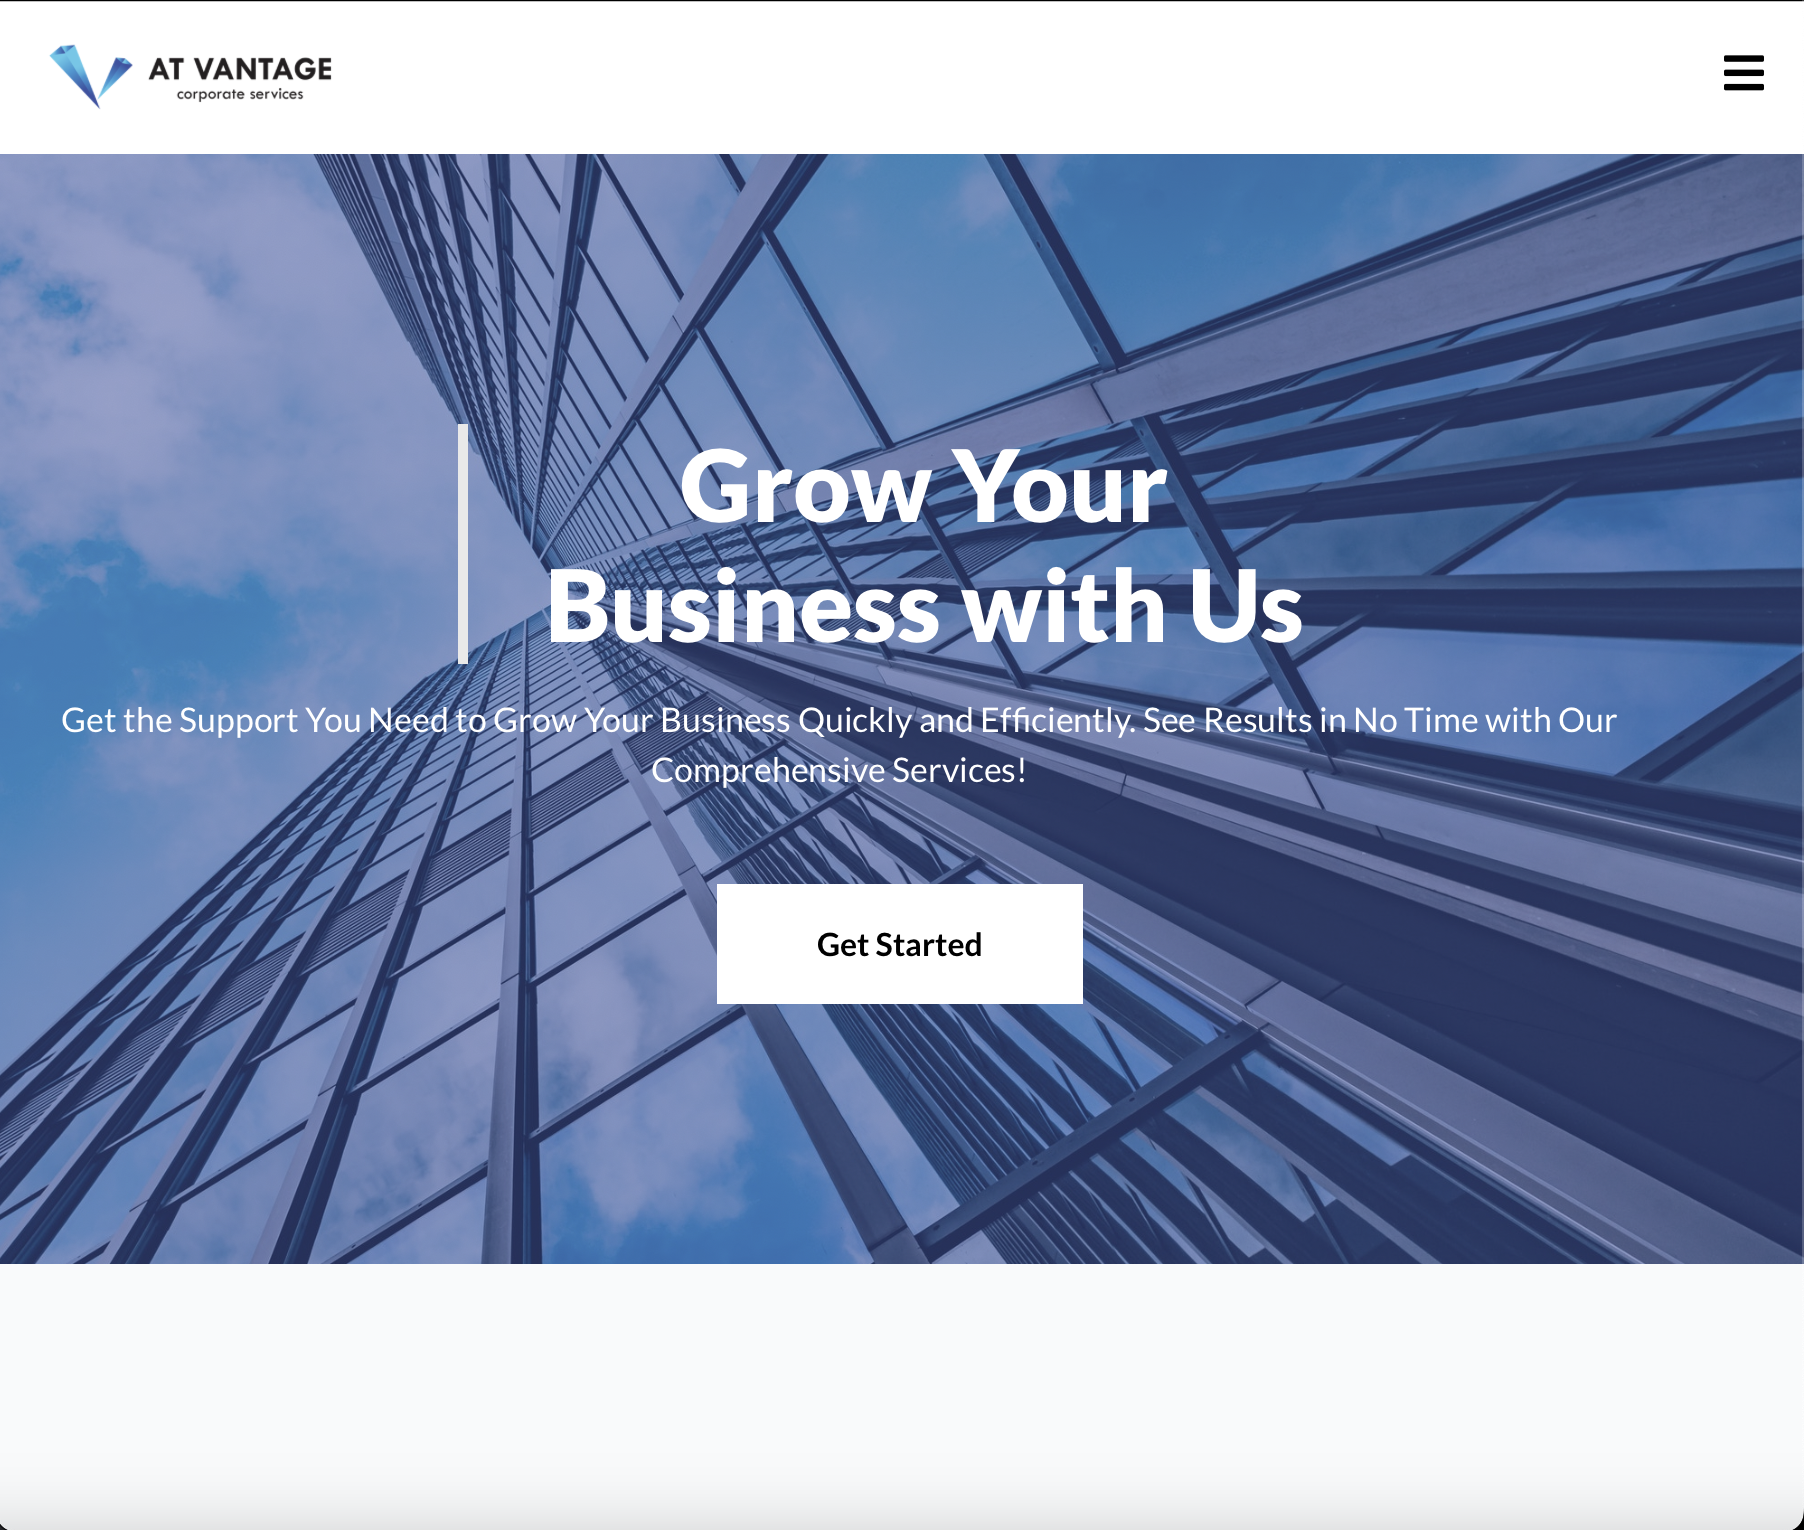 AT VANTAGE
corporate services
Grow Your
Business with Us
Get the Support You Need to Grow Your Business Quickly and Efficiently. See Results in No Time with Our
Comprehensive Services!
Get Started